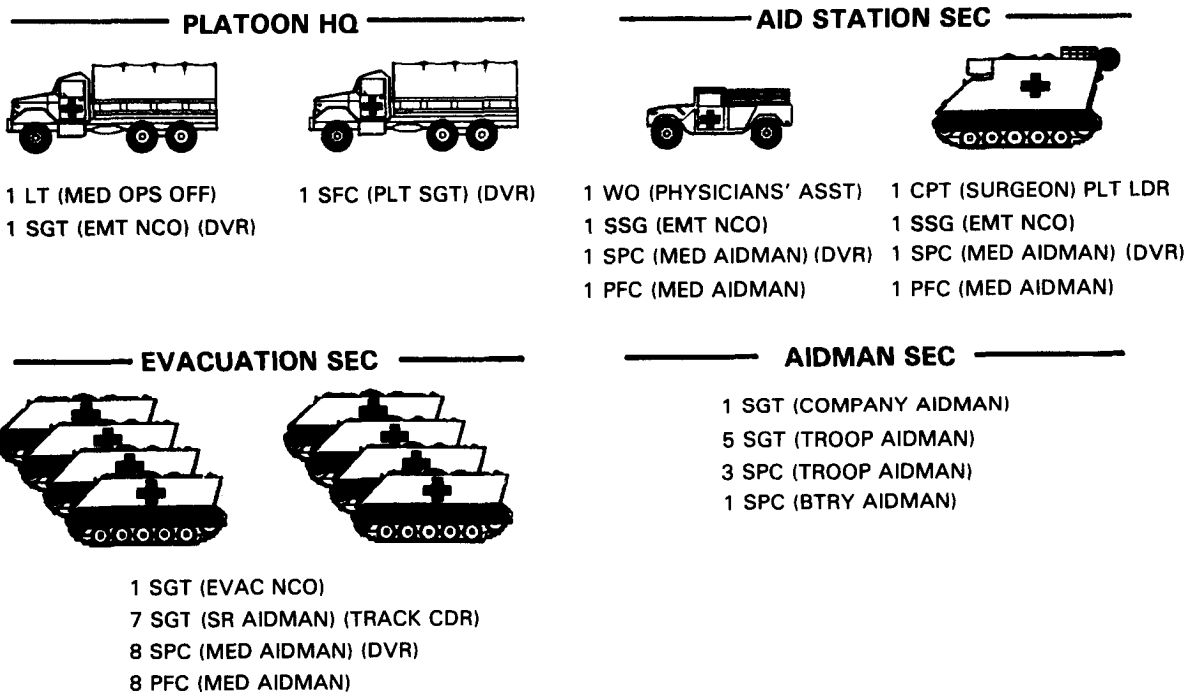 PLATOON HQ
1 LT (MED OPS OFF)
1 SGT (EMT NCO) (DVR)
1 SFC (PLT SGT) (DVR)
AID STATION SEC
1 WO (PHYSICIANS' ASST)
1 SSG (EMT NCO)
1 SPC (MED AIDMAN) (DVR)
1 PFC (MED AIDMAN)
1 CPT (SURGEON) PLT LDR
1 SSG (EMT NCO)
1 SPC (MED AIDMAN) (DVR)
1 PFC (MED AIDMAN)
EVACUATION SEC
1 SGT (EVAC NCO)
7 SGT (SR AIDMAN) (TRACK CDR)
8 SPC (MED AIDMAN) (DVR)
8 PFC (MED AIDMAN)
AIDMAN SEC
1 SGT (COMPANY AIDMAN)
5 SGT (TROOP AIDMAN)
3 SPC (TROOP AIDMAN)
1 SPC (BTRY AIDMAN)